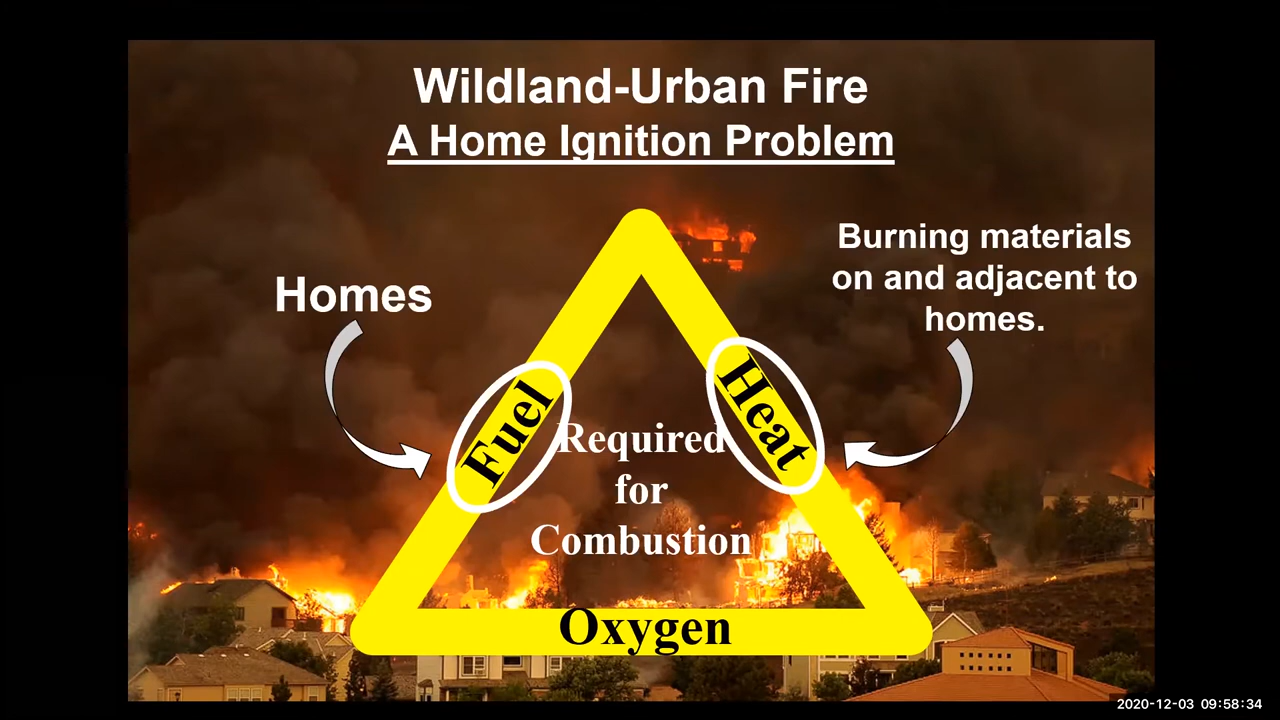 Wildland-Urban Fire
A Home Ignition Problem
Burning materials
on and adjacent to
homes.
Homes
Fuel
Heat
Required
for
Combustion
Oxygen
2020-12-03 09:58:34